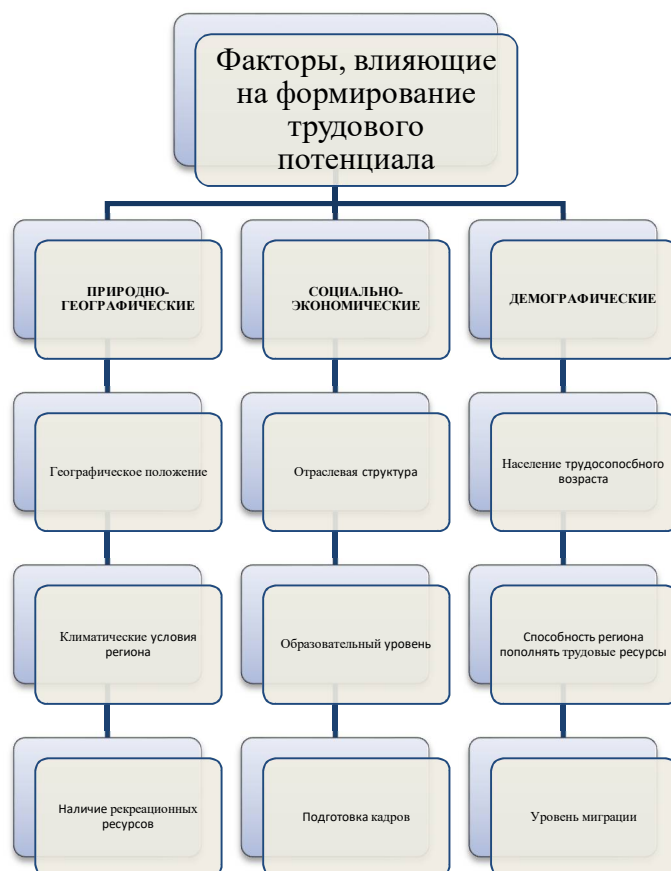 Факторы, влияющие
на формирование
трудового
потенциала
ПРИРОДНО-
ГЕОГРАФИЧЕСКИЕ
СОЦИАЛЬНО-
ЭКОНОМИЧЕСКИЕ
ДЕМОГРАФИЧЕСКИЕ
Географическое положение
Отраслевая структура
Население трудосопосбного
возраста
Климатические условия
региона
Образовательный уровень
Способность региона
пополнять трудовые ресурсы
Наличие рекреационных
ресурсов
Подготовка кадров
Уровень миграции